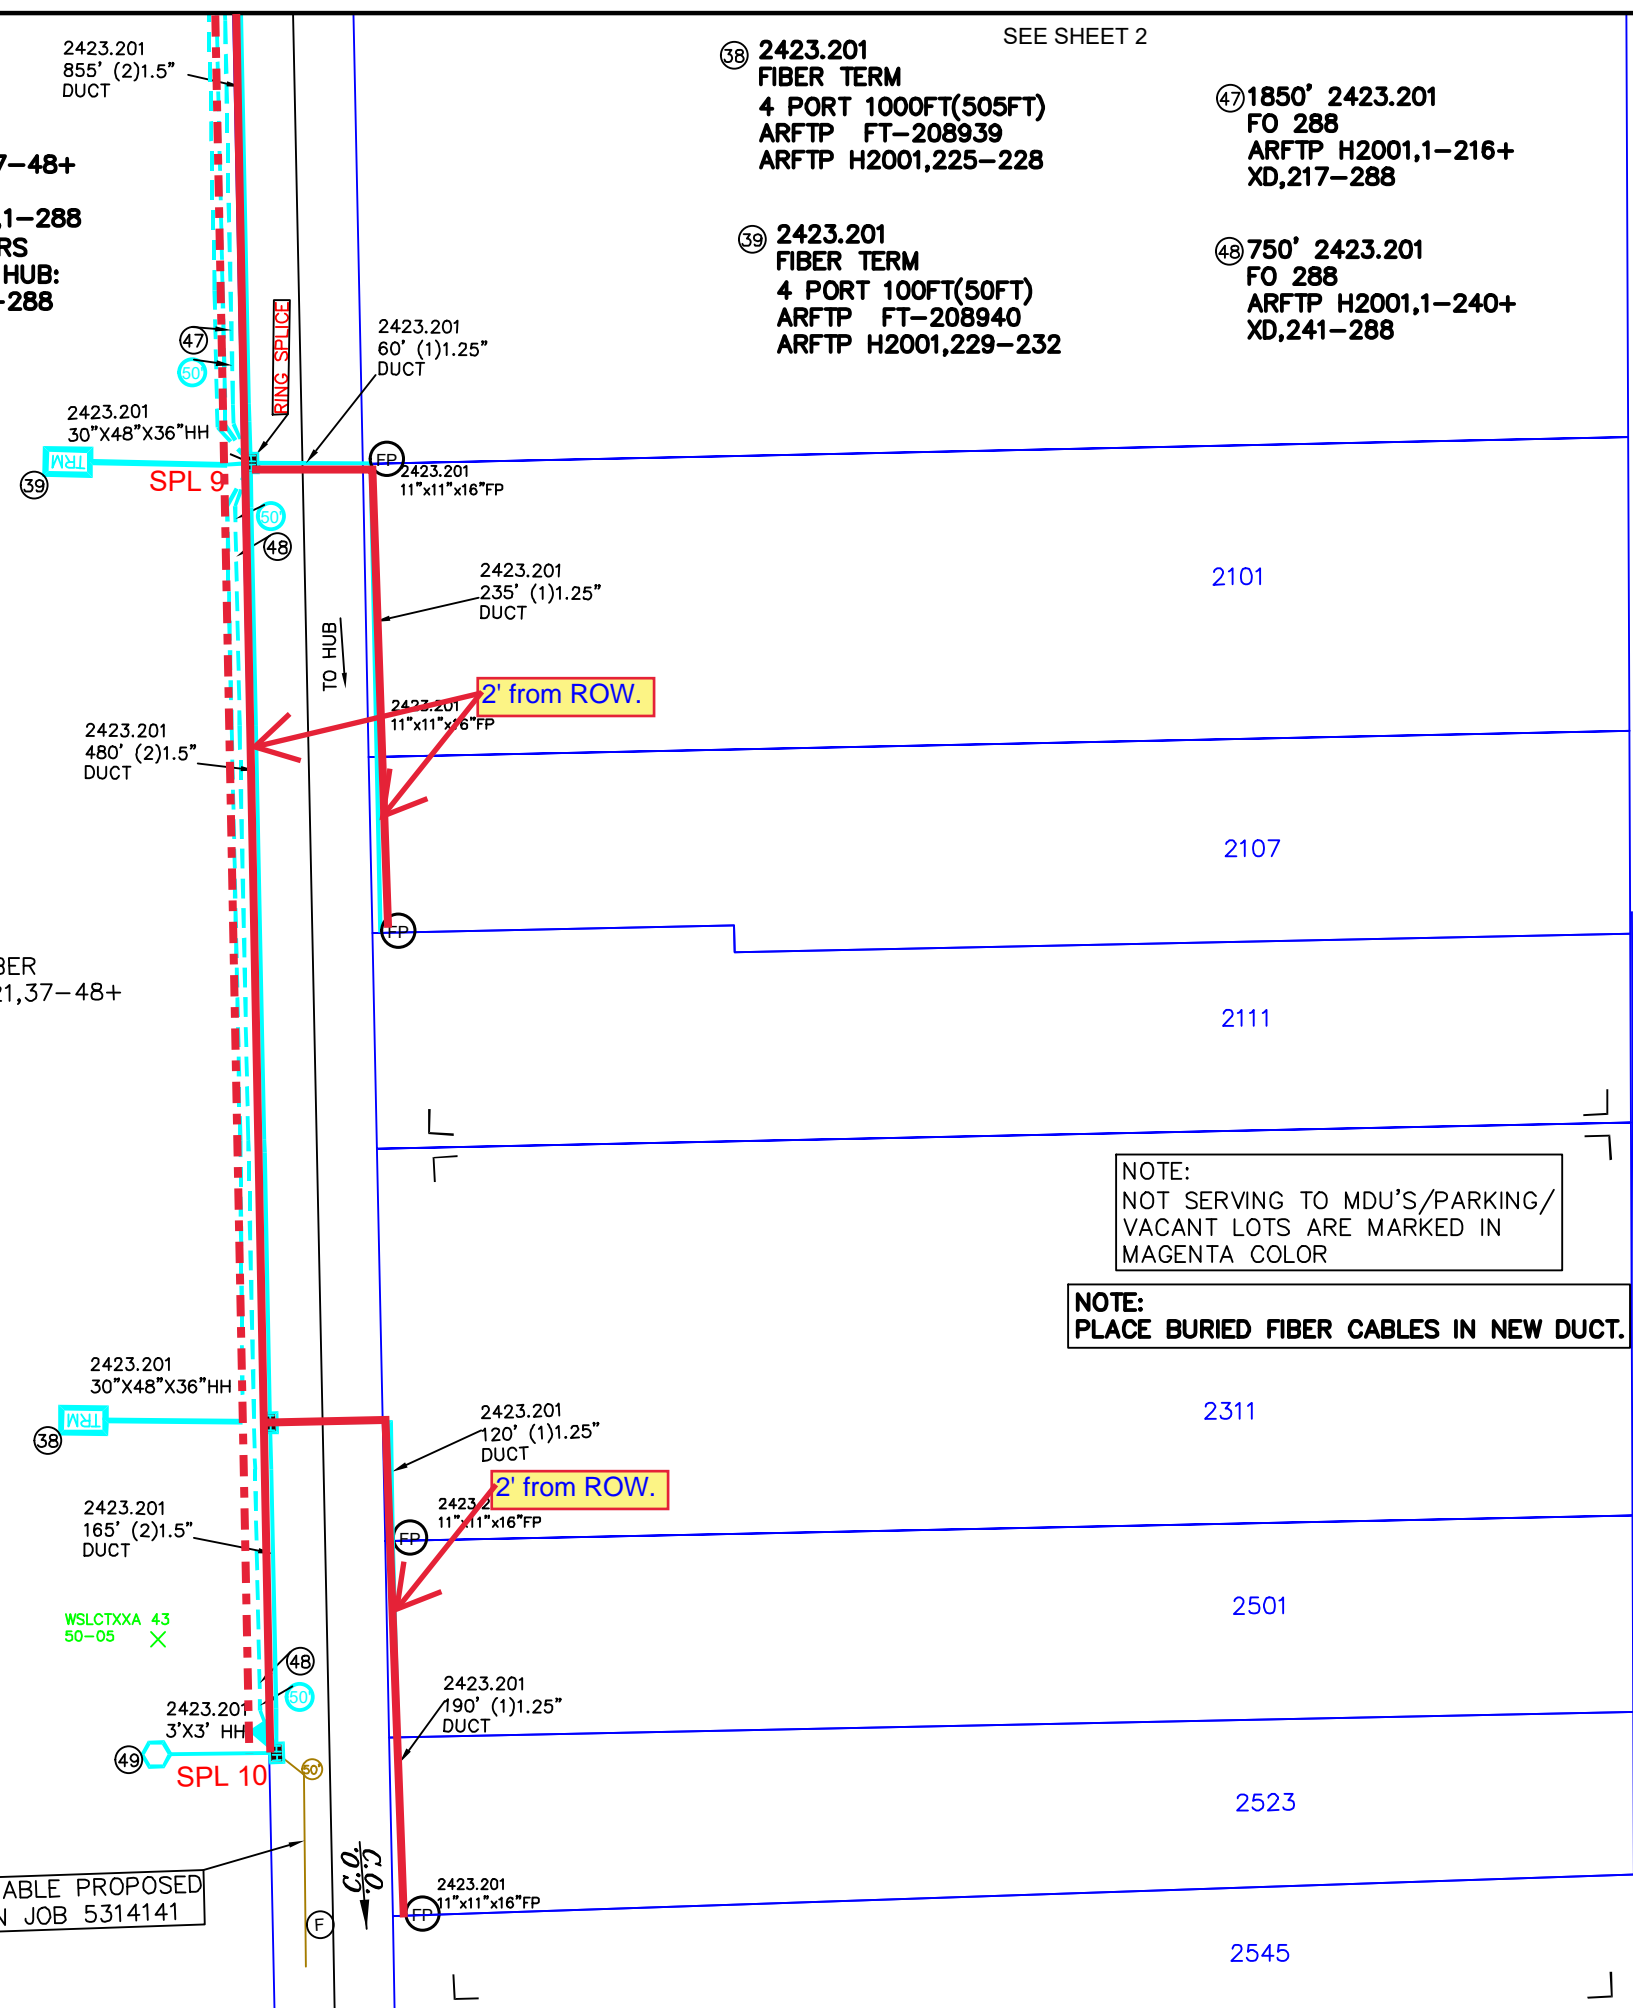 SEE SHEET 2
2423.201
855' (2)1.5"
DUCT
38 2423.201
FIBER TERM
4 PORT 1000FT(505FT)
ARFTP FT-208939
ARFTP H2001,225-228
47 1850' 2423.201
FO 288
ARFTP H2001,1-216+
XD,217-288
7-48+
,1-288
RS
HUB:
-288
39 2423.201
FIBER TERM
4 PORT 100FT(50FT)
ARFTP FT-208940
ARFTP H2001,229-232
48 750' 2423.201
FO 288
ARFTP H2001,1-240+
XD,241-288
47
50'
RING SPLICE
2423.201
60' (1)1.25"
DUCT
2423.201
30"X48"X36"HH
TRM
39
SPL 9
FP
2423.201
11"x11"x16"FP
50'
48
2423.201
235' (1)1.25"
DUCT
2101
TO HUB
2' from ROW.
2423.201
11"x11"x16"FP
2423.201
480' (2)1.5"
DUCT
2107
FP
BER
21,37-48+
2111
NOTE:
NOT SERVING TO MDU'S/PARKING/
VACANT LOTS ARE MARKED IN
MAGENTA COLOR
NOTE:
PLACE BURIED FIBER CABLES IN NEW DUCT.
2423.201
30"X48"X36"HH
TRM
38
2423.201
120' (1)1.25"
DUCT
2311
2' from ROW.
2423.2
11"x11"x16"FP
FP
2423.201
165' (2)1.5"
DUCT
2501
WSLCTXXA 43
50-05
48
50'
2423.201
3'X3' HH
49
SPL 10
50'
2423.201
190' (1)1.25"
DUCT
2523
C.O.
C.O.
ABLE PROPOSED
N JOB 5314141
F
FP
2423.201
11"x11"x16"FP
2545